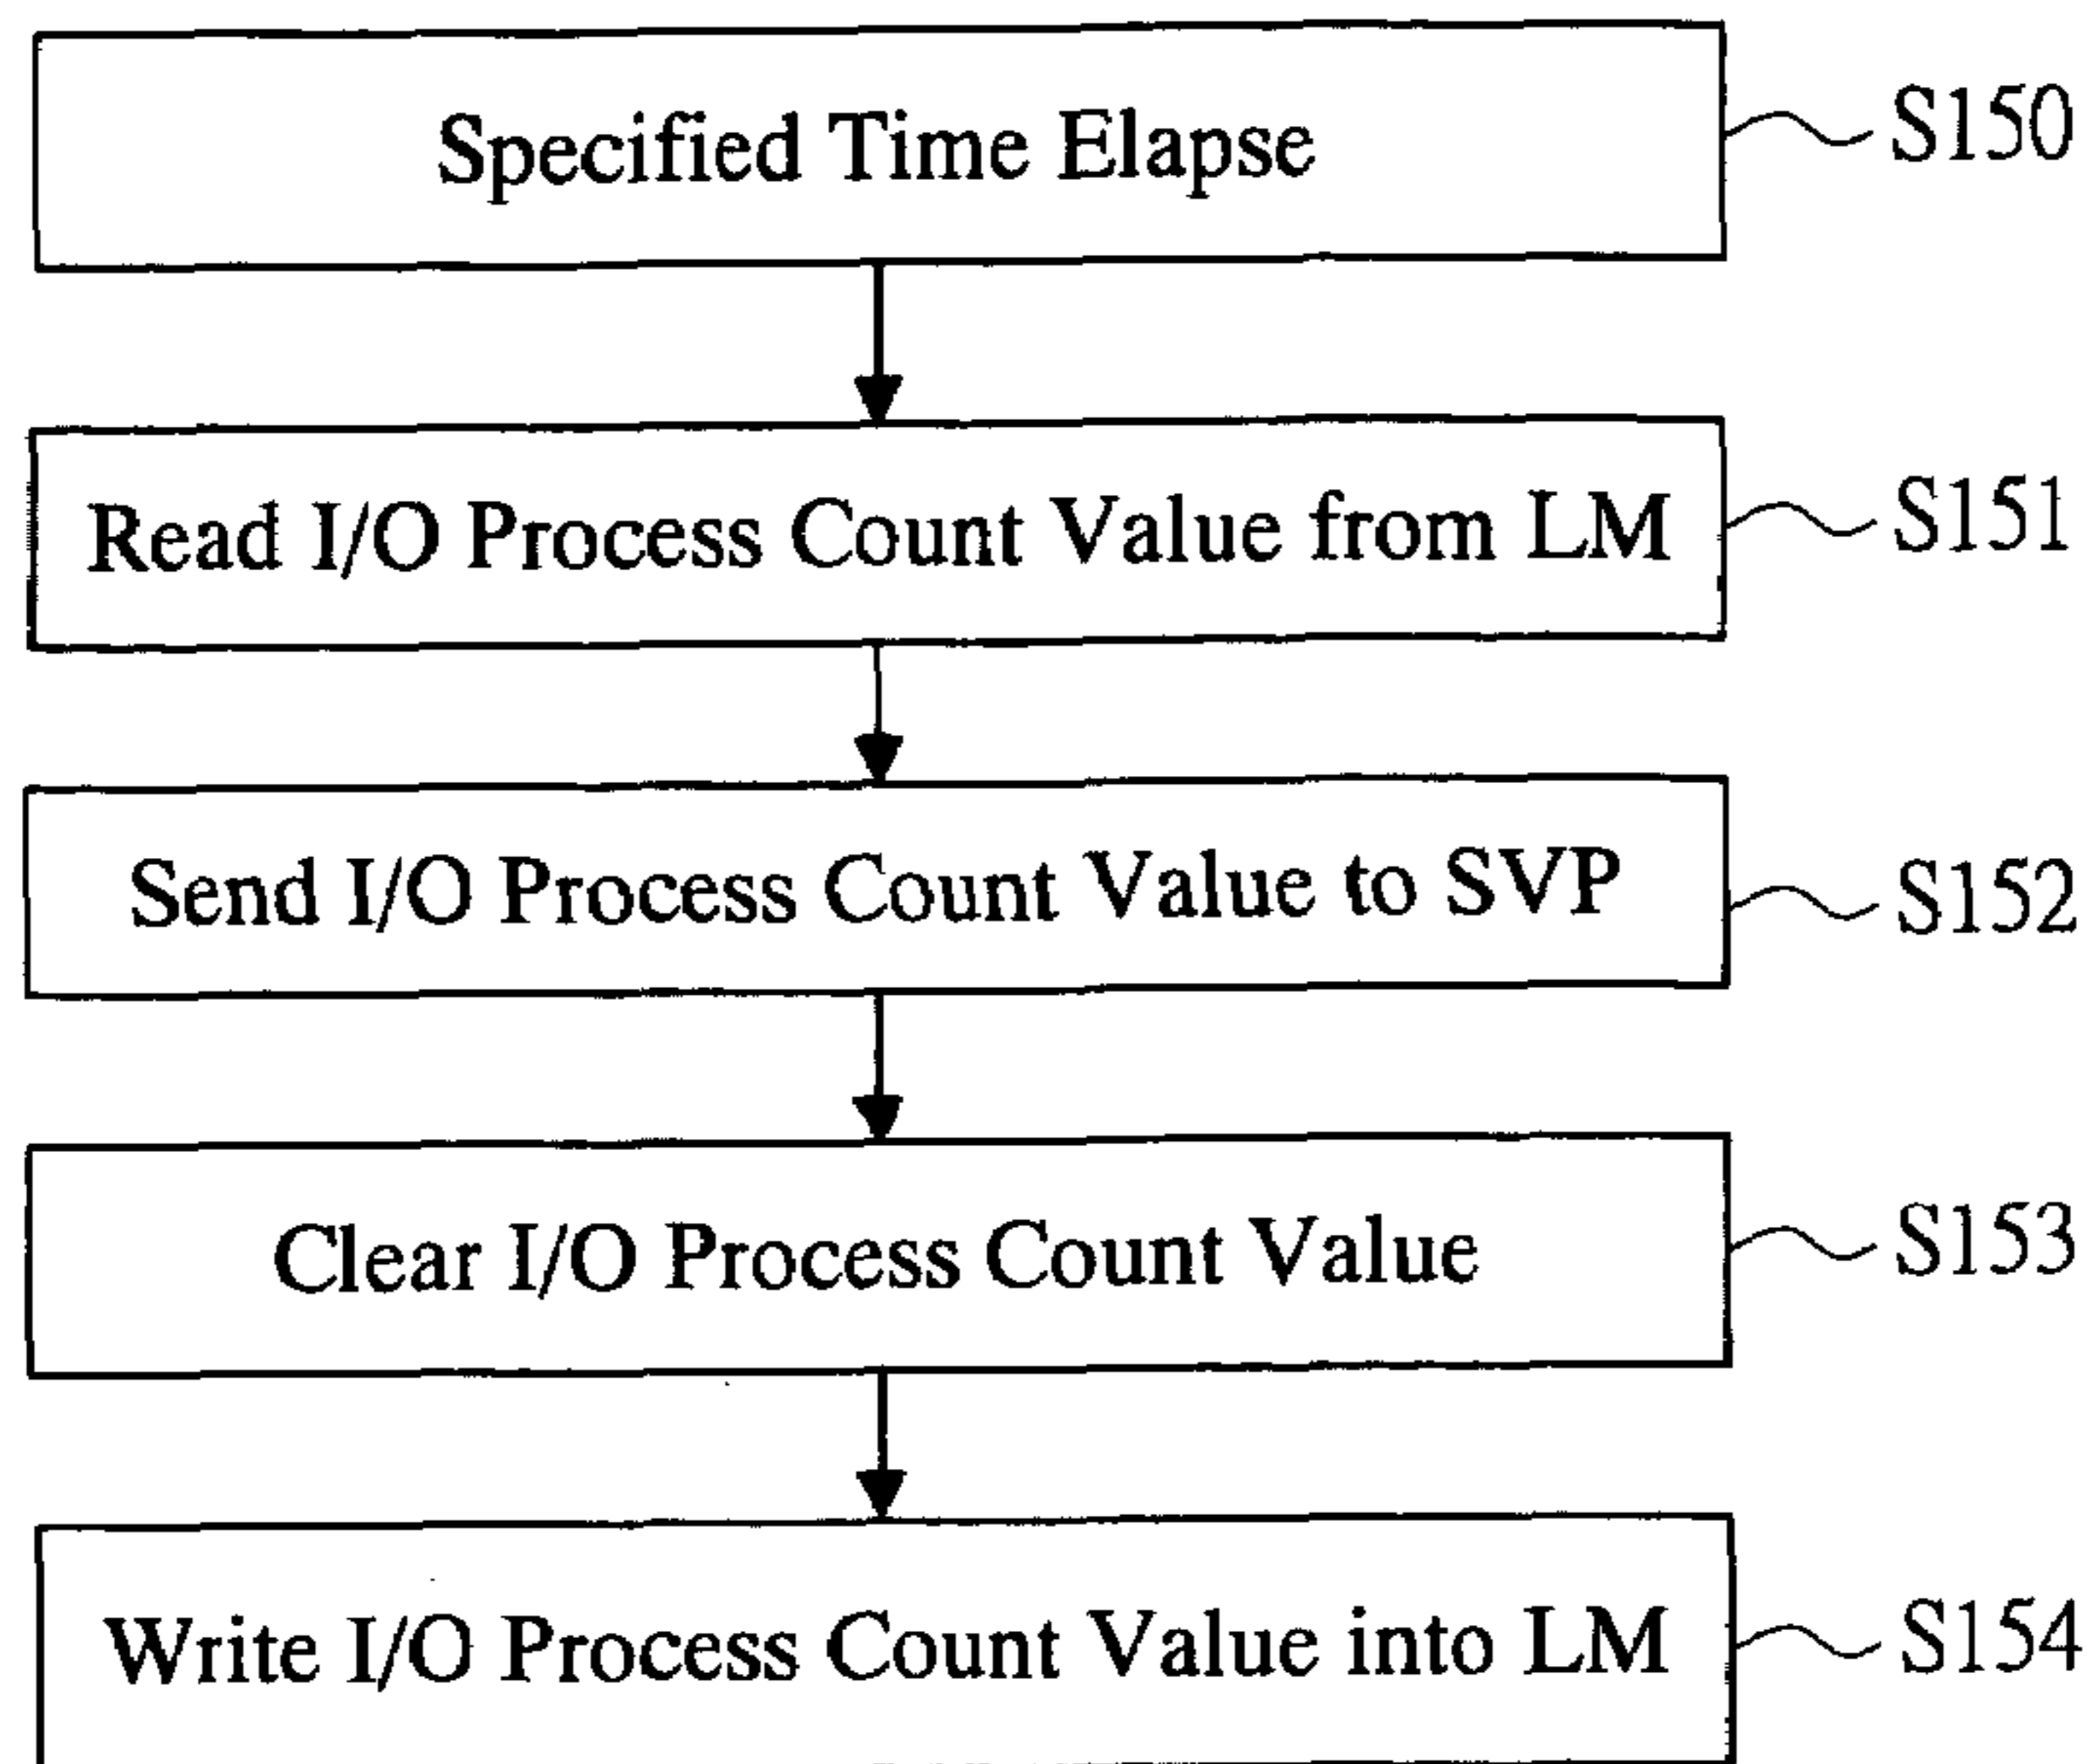 Specified Time Elapse
S150
Read I/O Process Count Value from LM
S151
Send I/O Process Count Value to SVP
S152
Clear I/O Process Count Value
S153
Write I/O Process Count Value into LM
S154